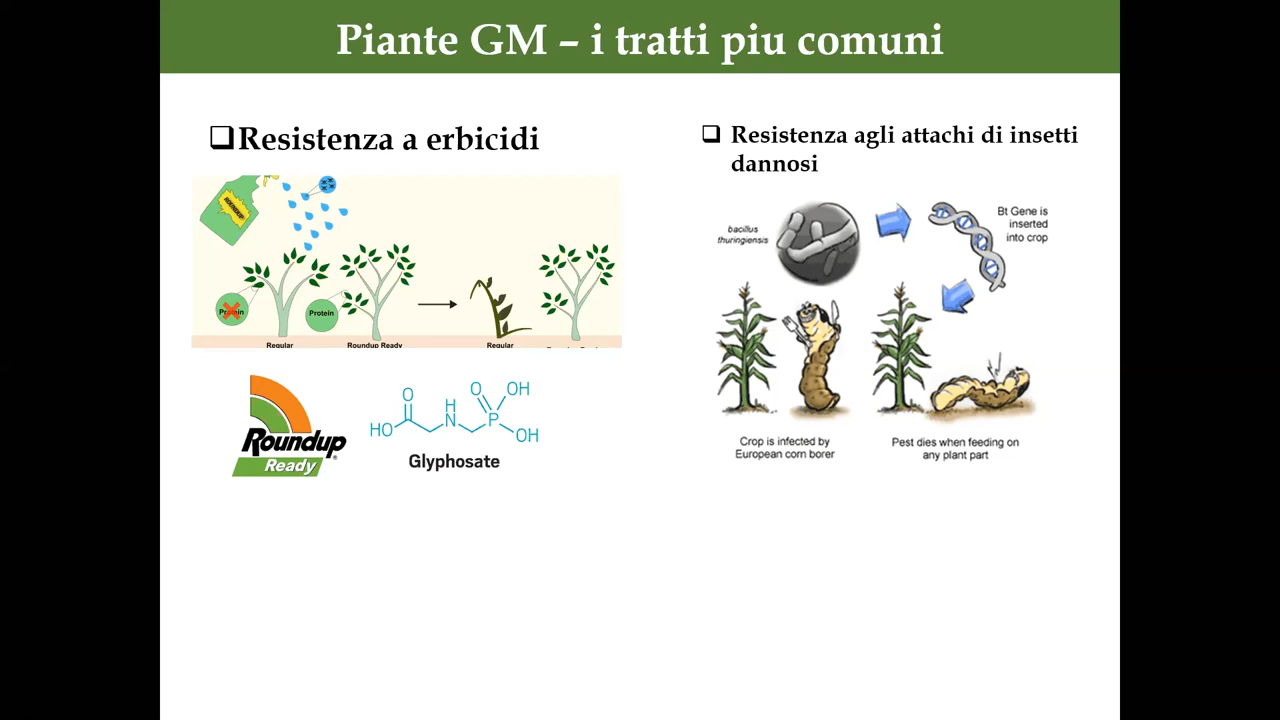 Piante GM – i tratti piu comuni
❑Resistenza a erbicidi
❑ Resistenza agli attachi di insetti
dannosi
ROUNDUP
Protein
Protein
Regular
Roundup Ready
Regular
Roundup
Ready
HO
O
H
N
O
P
OH
OH
Glyphosate
bacillus
thuringiensis
Bt Gene is
inserted
into crop
Crop is infected by
European corn borer
Pest dies when feeding on
any plant part